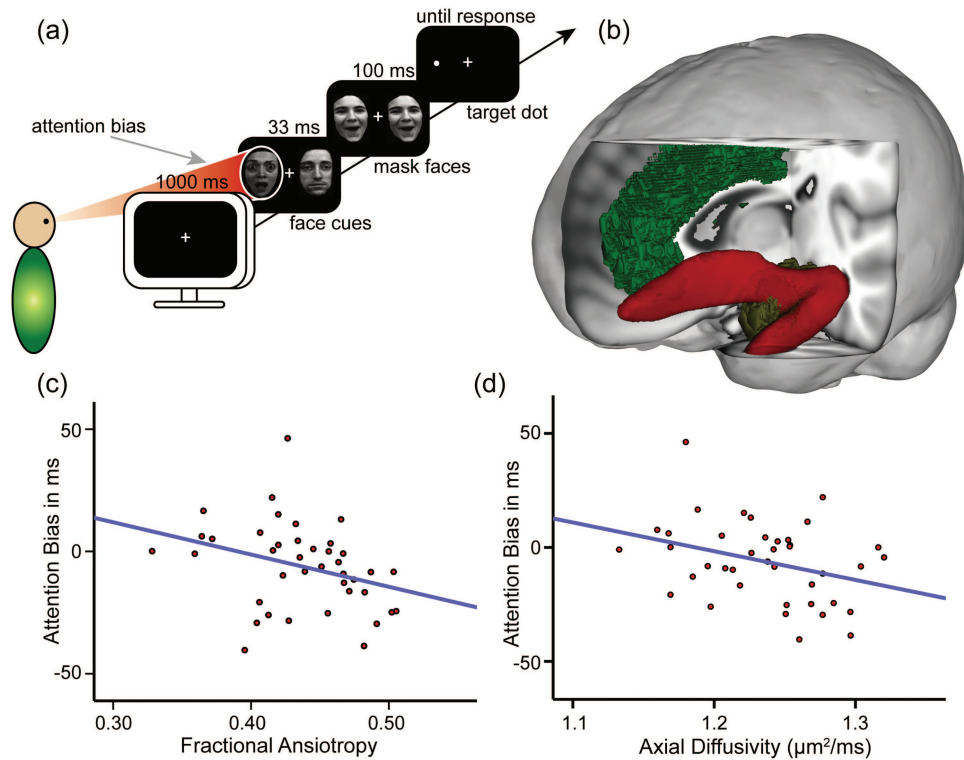 (a)
until response
100 ms
target dot
33 ms
mask faces
attention bias
1000 ms
face cues
(b)
(c)
50
0
-50
Attention Bias in ms
0.30
0.40
0.50
Fractional Ansiotropy
(d)
50
0
-50
Attention Bias in ms
1.1
1.2
1.3
Axial Diffusivity (µm²/ms)